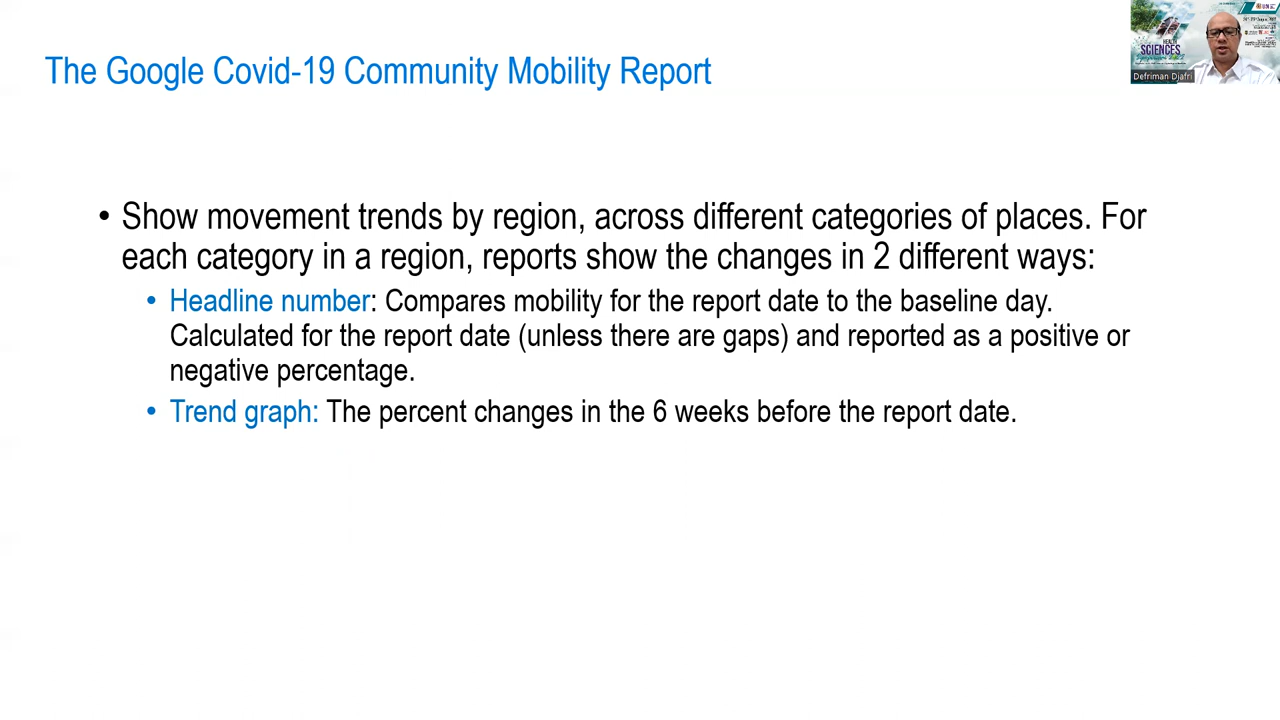 The Google Covid-19 Community Mobility Report
HEALTH
SCIENCES
Defriman Djafri
• Show movement trends by region, across different categories of places. For
each category in a region, reports show the changes in 2 different ways:
• Headline number: Compares mobility for the report date to the baseline day.
Calculated for the report date (unless there are gaps) and reported as a positive or
negative percentage.
• Trend graph: The percent changes in the 6 weeks before the report date.